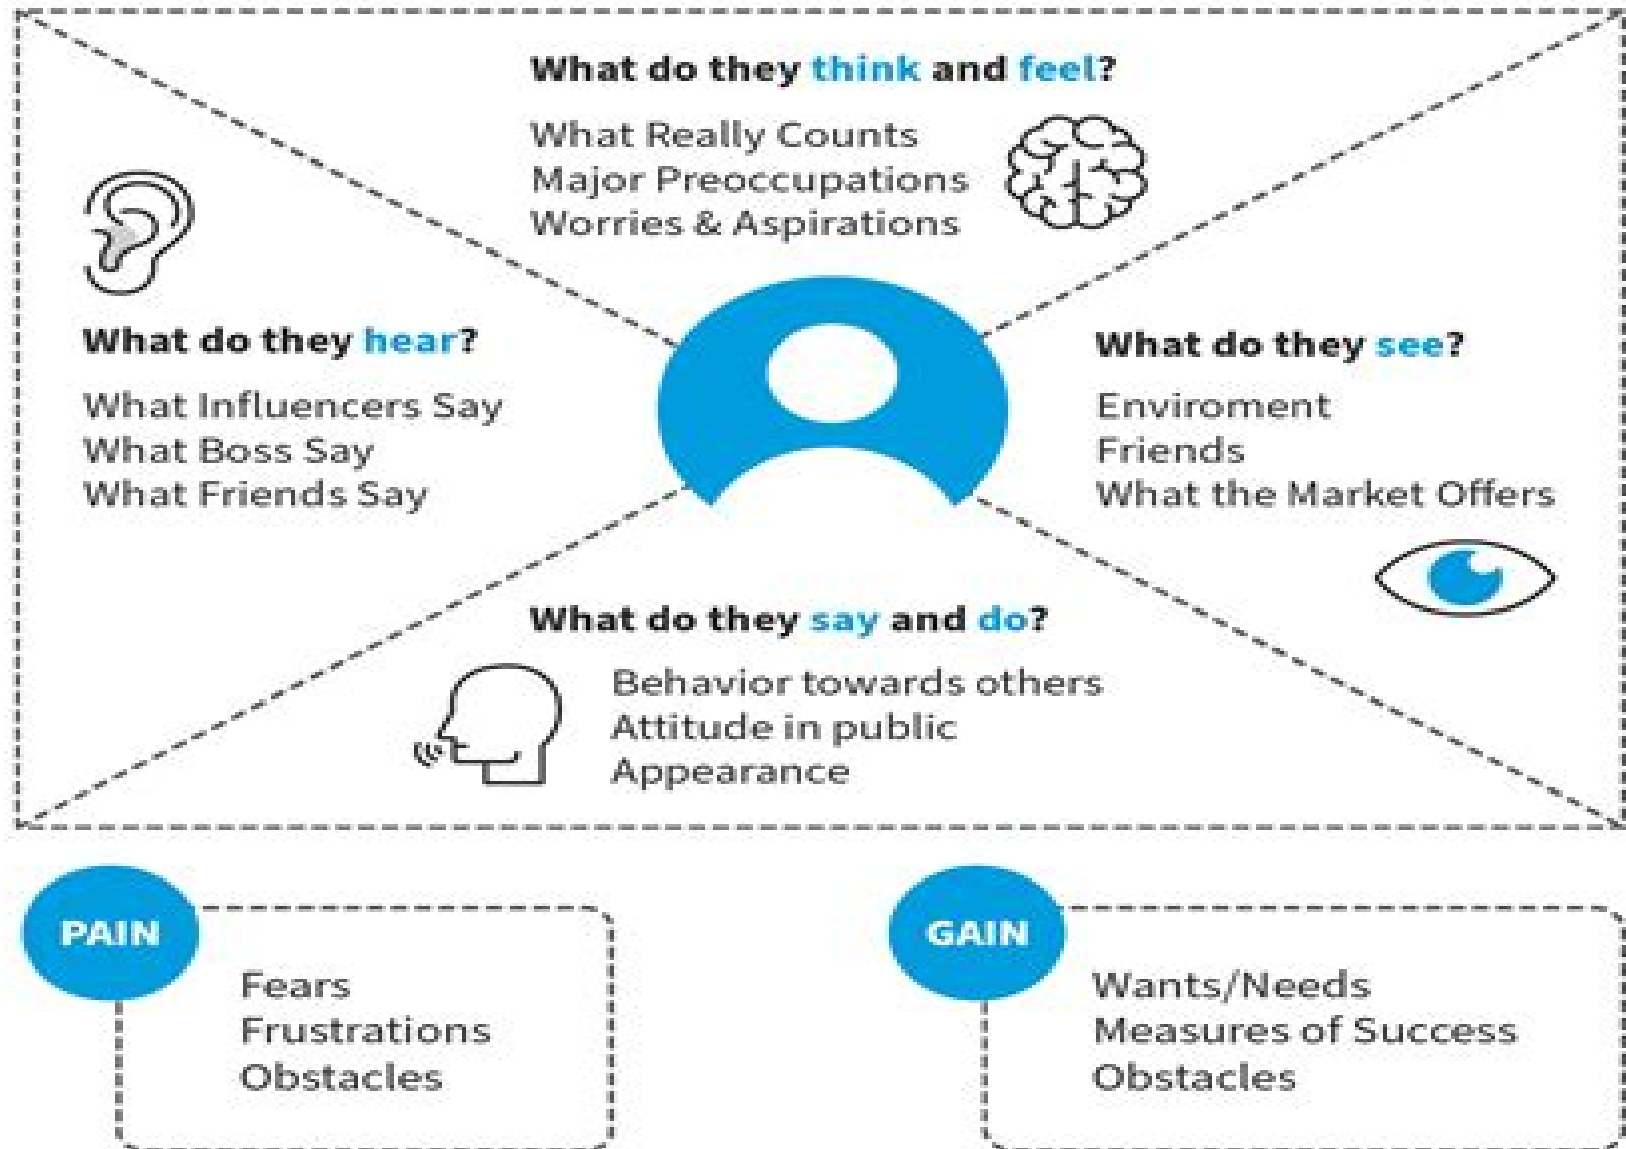 What do they think and feel?
What Really Counts
Major Preoccupations
Worries & Aspirations
What do they hear?
What Influencers Say
What Boss Say
What Friends Say
What do they see?
Enviroment
Friends
What the Market Offers
What do they say and do?
Behavior towards others
Attitude in public
Appearance
PAIN
Fears
Frustrations
Obstacles
GAIN
Wants/Needs
Measures of Success
Obstacles